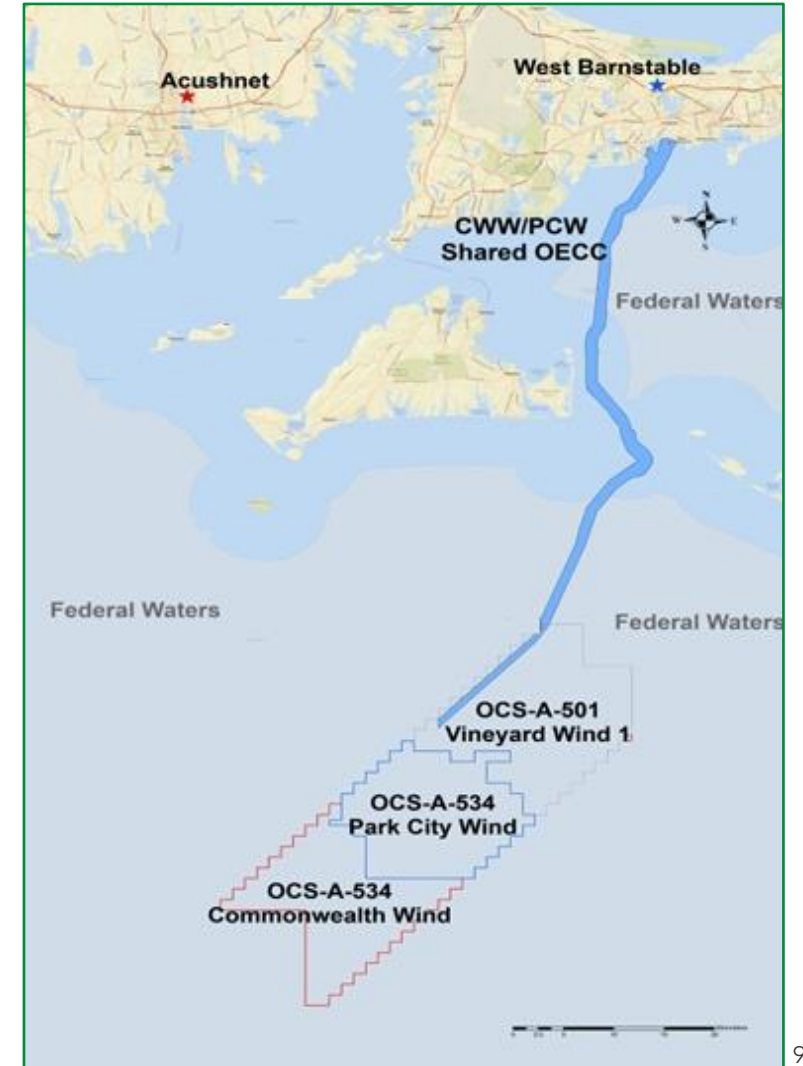 Acushnet
West Barnstable
N
W E
S
CWW/PCW
Shared OECC
Federal Waters
Federal Waters
Federal Waters
OCS-A-501
Vineyard Wind 1
OCS-A-534
Park City Wind
OCS-A-534
Commonwealth Wind
9